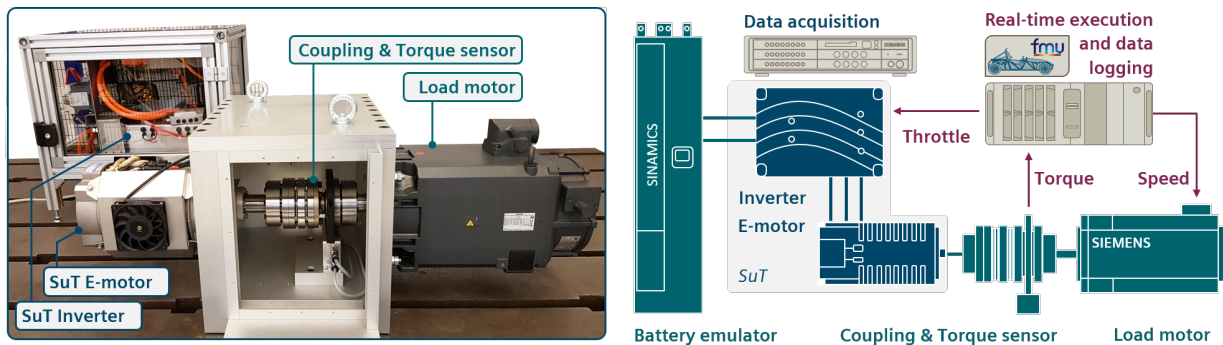 Coupling & Torque sensor
Load motor
SuT E-motor
SuT Inverter
Data acquisition
Real-time execution
fmu
and data
logging
SINAMICS
Throttle
Torque
Speed
Inverter
E-motor
SuT
SIEMENS
Battery emulator
Coupling & Torque sensor
Load motor